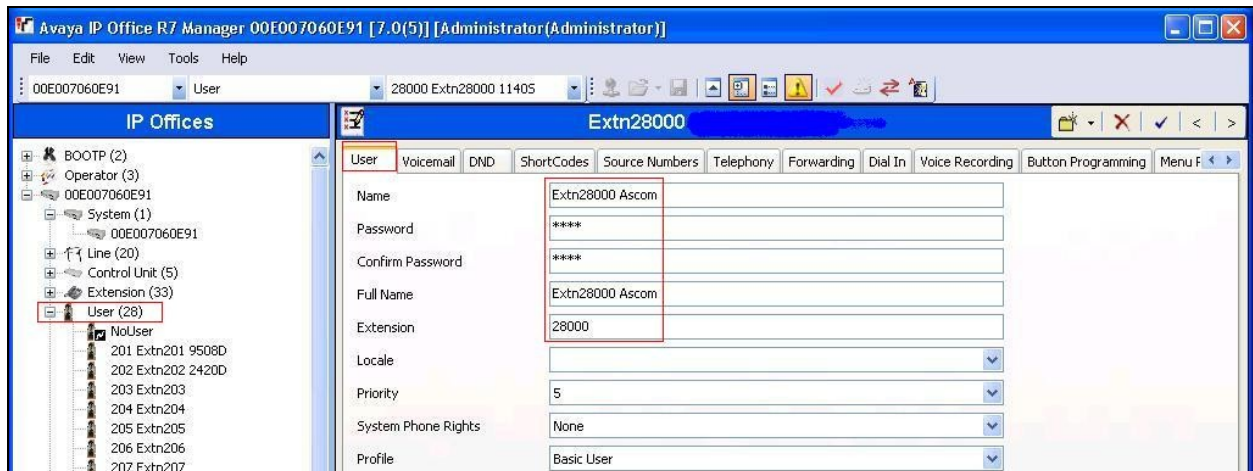 Avaya IP Office R7 Manager 00E007060E91 [7.0(5)] [Administrator(Administrator)]
File Edit View Tools Help
00E007060E91 User 28000 Extn28000 11405
IP Offices
BOOTP (2)
Operator (3)
00E007060E91
System (1)
00E007060E91
Line (20)
Control Unit (5)
Extension (33)
User (28)
NoUser
201 Extn201 9508D
202 Extn202 2420D
203 Extn203
204 Extn204
205 Extn205
206 Extn206
207 Extn207
Extn28000
User Voicemail DND ShortCodes Source Numbers Telephony Forwarding Dial In Voice Recording Button Programming Menu
Name Extn28000 Ascom
Password ****
Confirm Password ****
Full Name Extn28000 Ascom
Extension 28000
Locale
Priority 5
System Phone Rights None
Profile Basic User